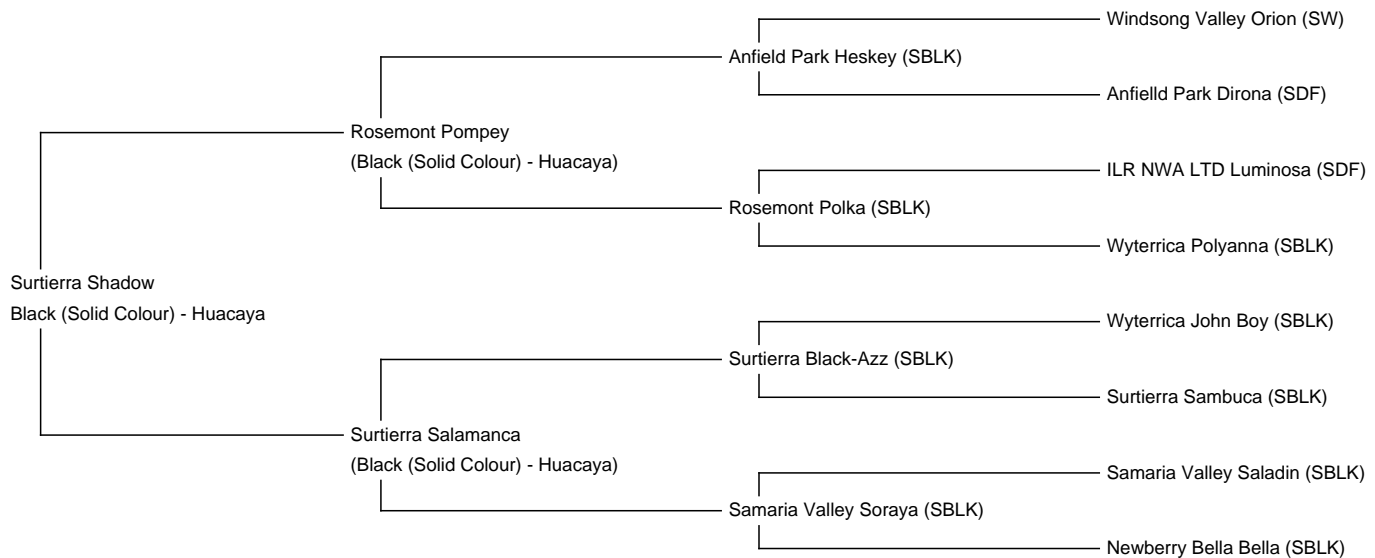 Windsong Valley Orion (SW)
Anfield Park Heskey (SBLK)
Anfielld Park Dirona (SDF)
Rosemont Pompey
(Black (Solid Colour) - Huacaya)
ILR NWA LTD Luminosa (SDF)
Rosemont Polka (SBLK)
Wyterrica Polyanna (SBLK)
Surtierra Shadow
Black (Solid Colour) - Huacaya
Wyterrica John Boy (SBLK)
Surtierra Black-Azz (SBLK)
Surtierra Sambuca (SBLK)
Surtierra Salamanca
(Black (Solid Colour) - Huacaya)
Samaria Valley Saladin (SBLK)
Samaria Valley Soraya (SBLK)
Newberry Bella Bella (SBLK)